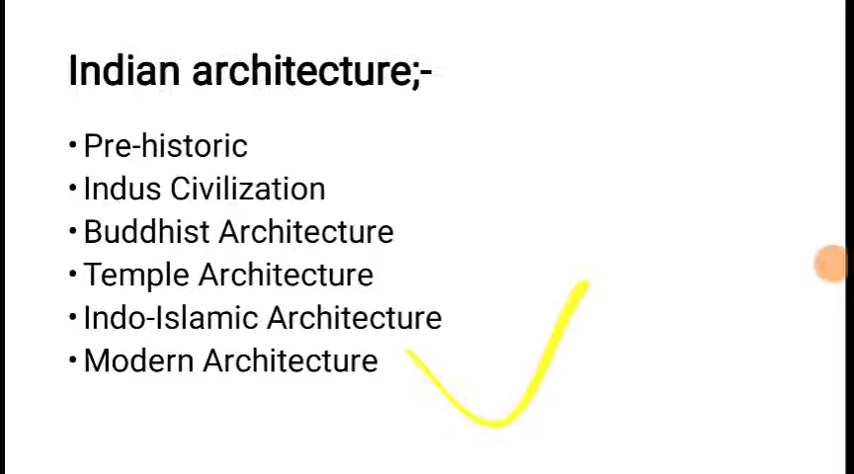 Indian architecture;-
• Pre-historic
• Indus Civilization
• Buddhist Architecture
• Temple Architecture
• Indo-Islamic Architecture
• Modern Architecture